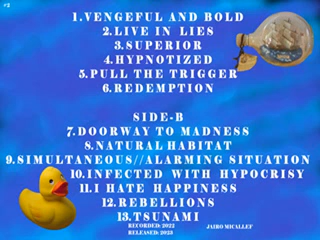 #2
1.VENGEFUL AND BOLD
2.LIVE IN LIES
3.SUPERIOR
4.HYPNOTIZED
5.PULL THE TRIGGER
6.REDEMPTION
SIDE-B
7.DOORWAY TO MADNESS
8.NATURAL HABITAT
9.SIMULTANEOUS//ALARMING SITUATION
10.INFECTED WITH HYPOCRISY
11.I HATE HAPPINESS
12.REBELLIONS
13.TSUNAMI
RECORDED: 2022
RELEASED: 2023
JAIRO MICALLEF